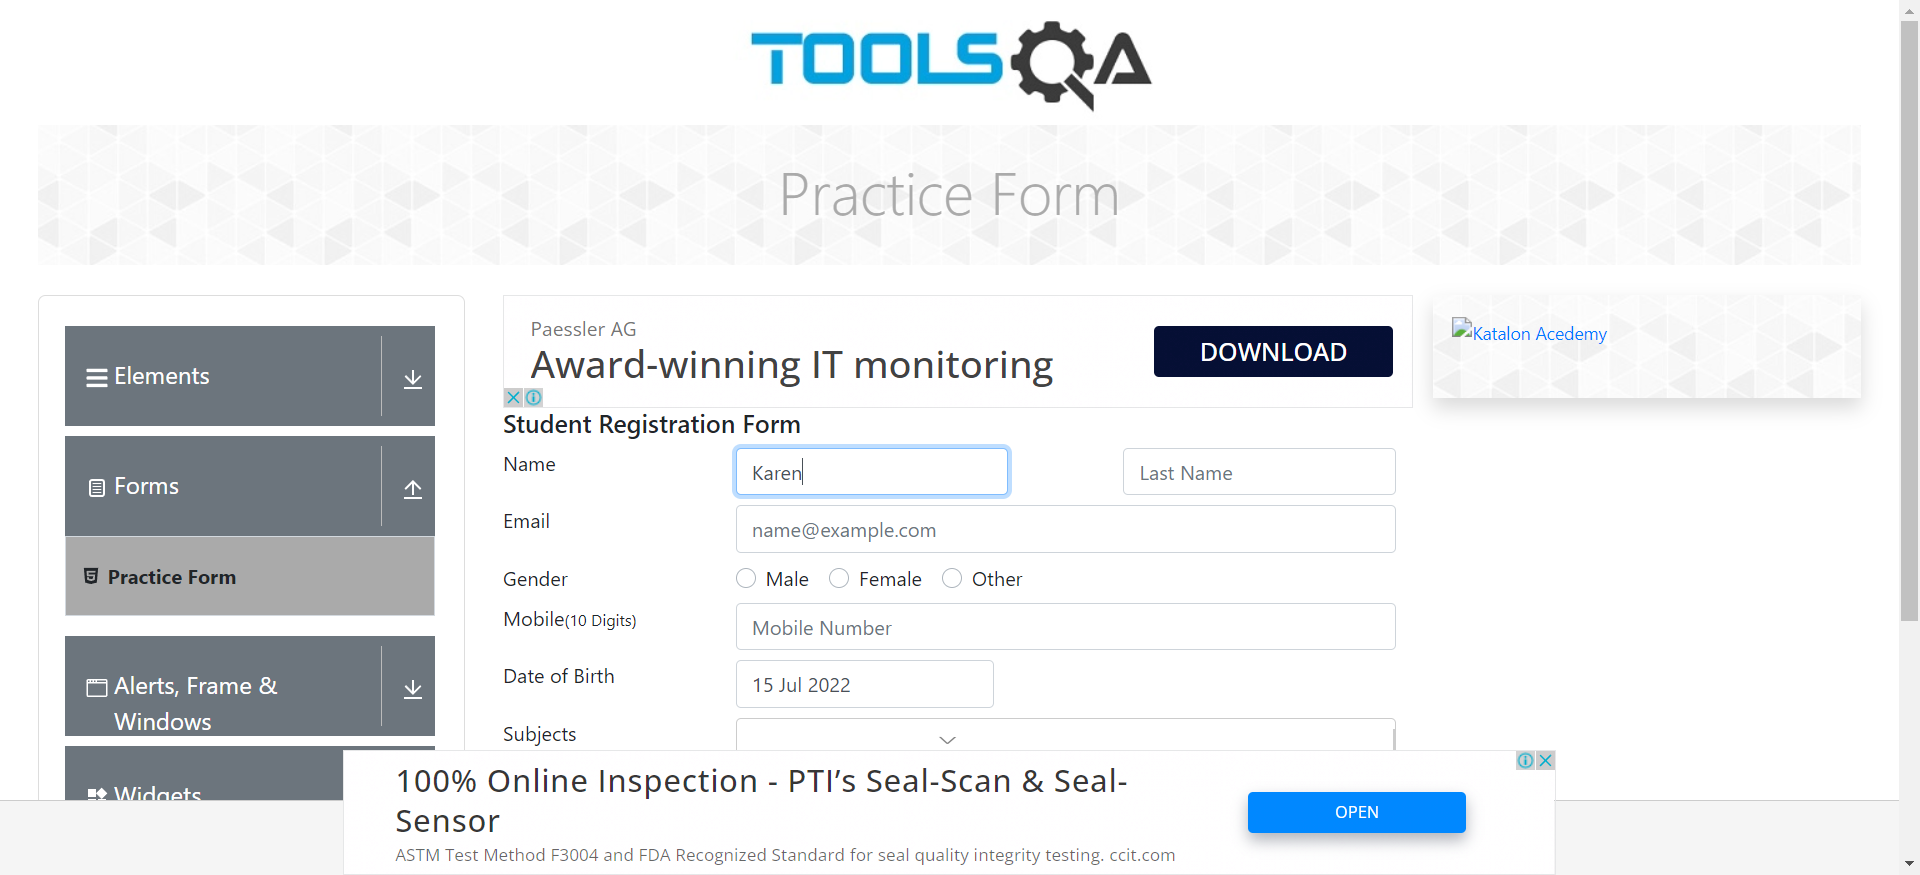 TOOLSQA
Practice Form
Elements
Forms
Practice Form
Alerts, Frame &
Windows
Widgets
Paessler AG
Award-winning IT monitoring
DOWNLOAD
Student Registration Form
Name
Karen
Last Name
Email
name@example.com
Gender
Male
Female
Other
Mobile(10 Digits)
Mobile Number
Date of Birth
15 Jul 2022
Subjects
Katalon Acedemy
100% Online Inspection - PTI’s Seal-Scan & Seal-
Sensor
ASTM Test Method F3004 and FDA Recognized Standard for seal quality integrity testing. ccit.com
OPEN